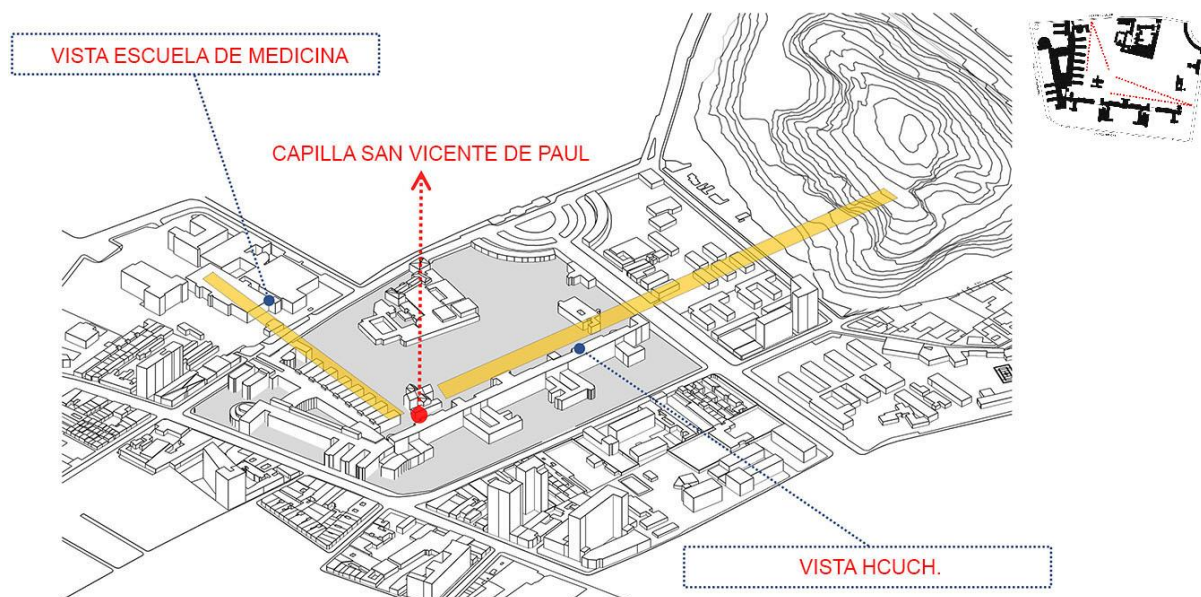 VISTA ESCUELA DE MEDICINA
CAPILLA SAN VICENTE DE PAUL
VISTA HCUCH.